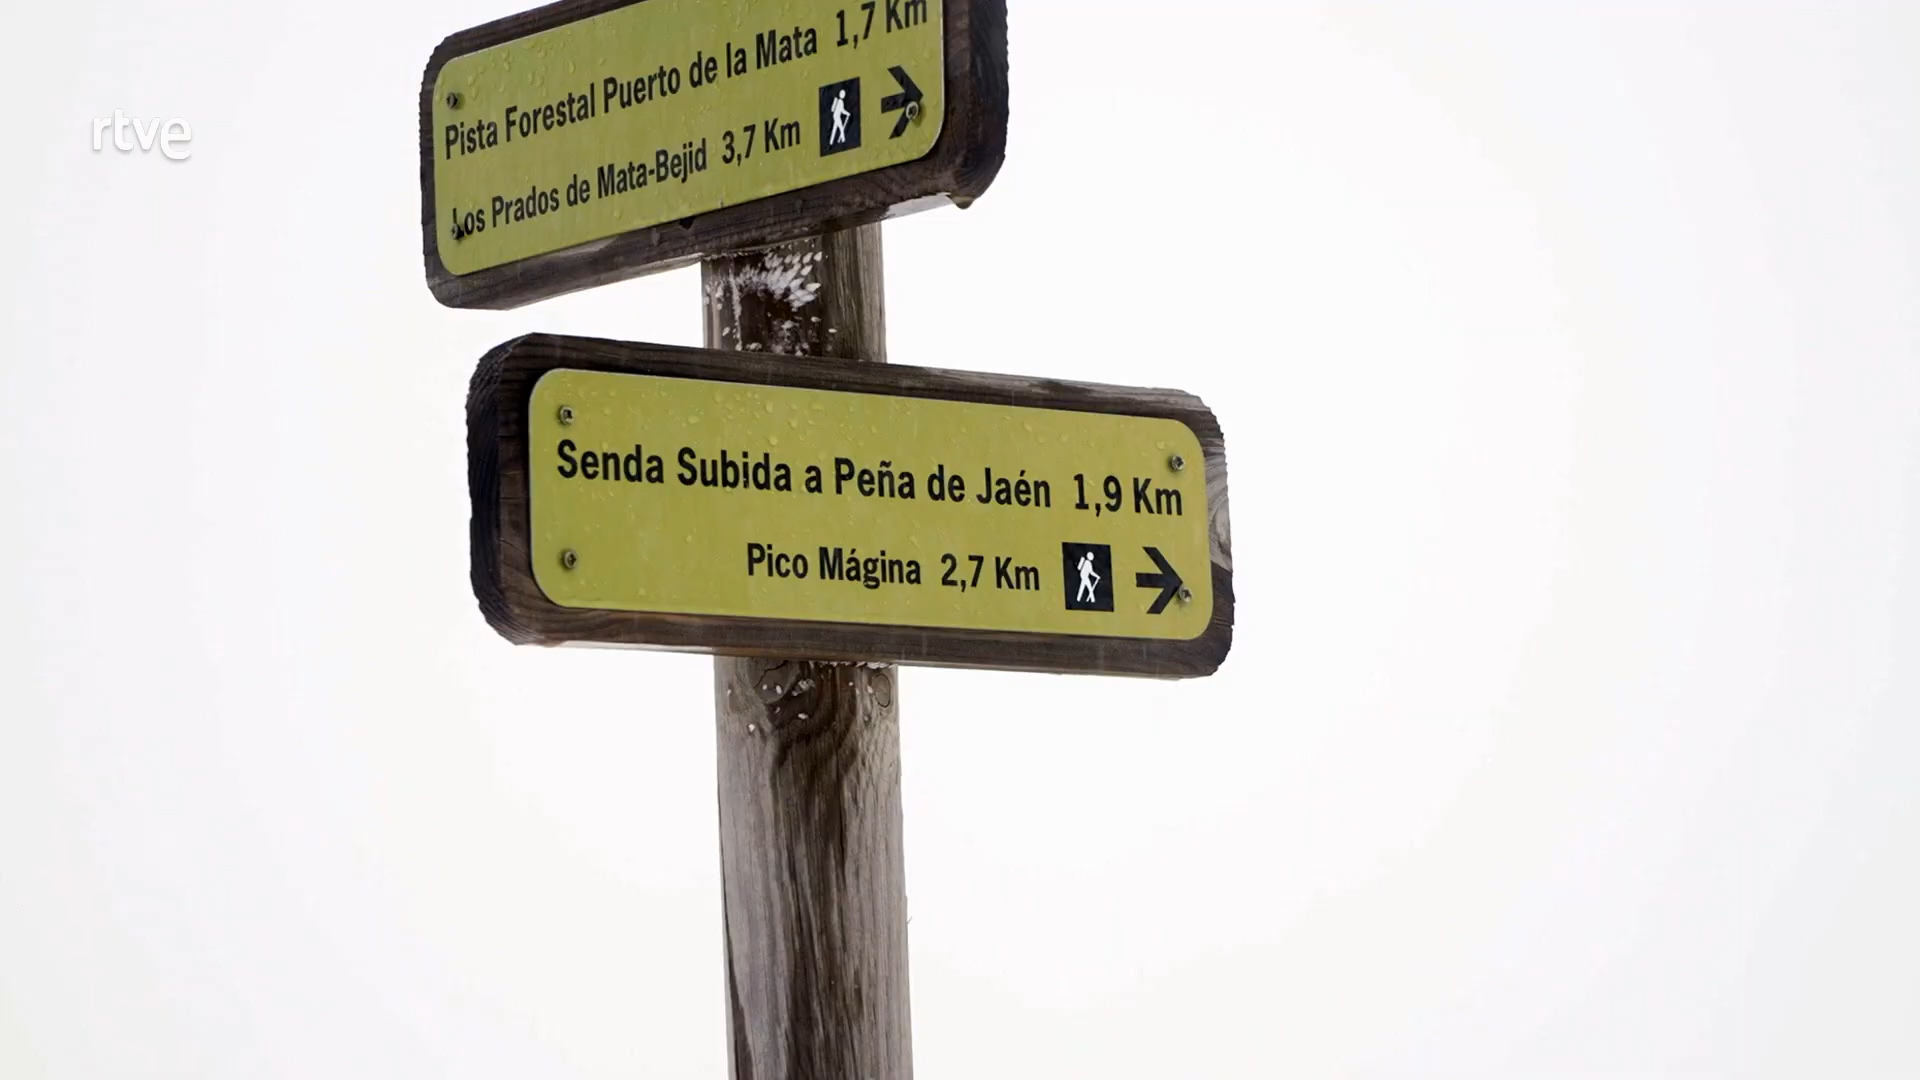 rtve
Pista Forestal Puerto de la Mata 1,7 Km
Los Prados de Mata-Bejid 3,7 Km
Senda Subida a Peña de Jaén 1,9 Km
Pico Mágina 2,7 Km